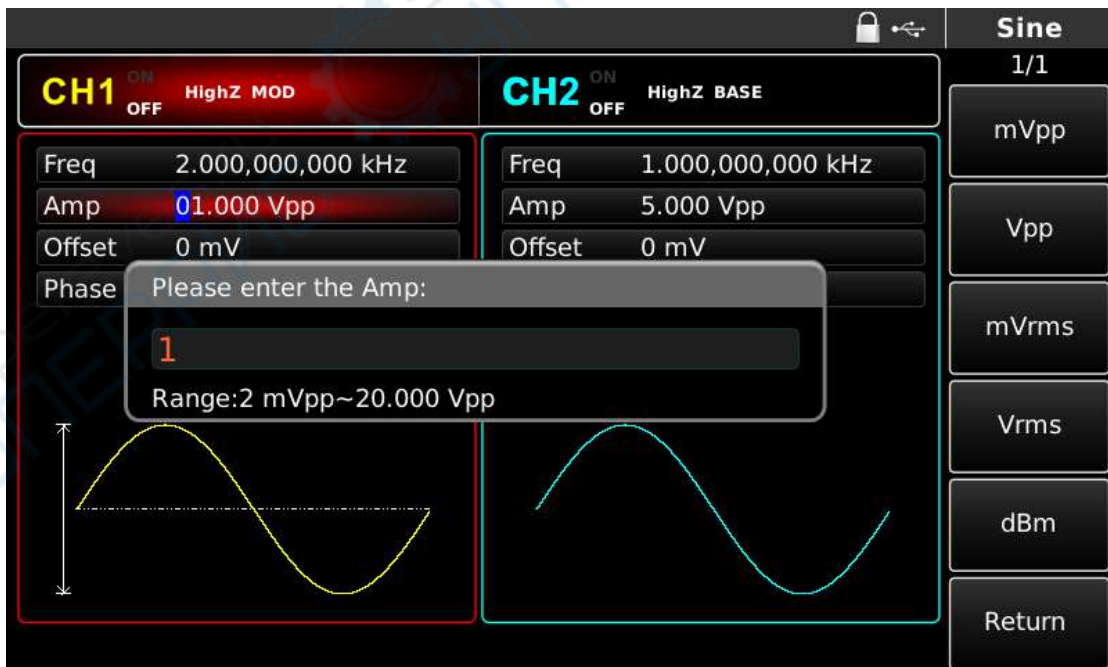 Sine
1/1
CH1 ON OFF HighZ MOD
CH2 ON OFF HighZ BASE
Freq 2.000,000,000 kHz
Amp 01.000 Vpp
Offset 0 mV
Phase
Freq 1.000,000,000 kHz
Amp 5.000 Vpp
Offset 0 mV
Please enter the Amp:
1
Range:2 mVpp~20.000 Vpp
mVpp
Vpp
mVrms
Vrms
dBm
Return